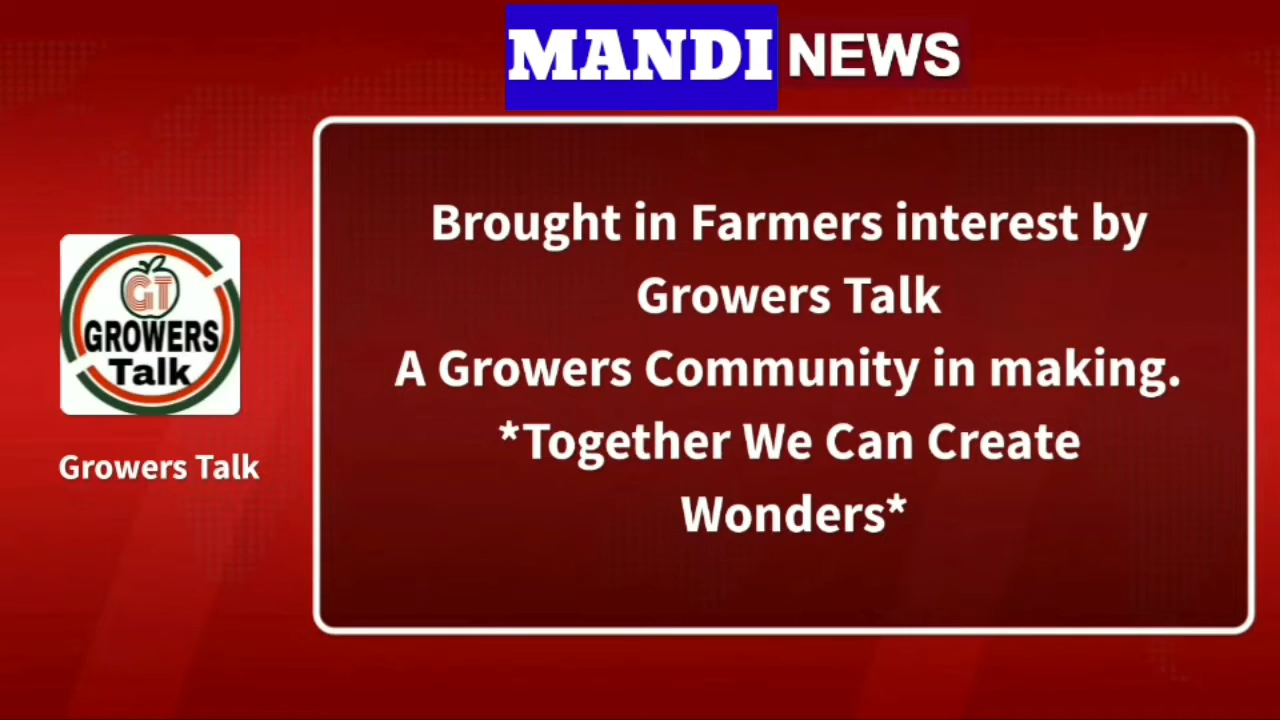 MANDI NEWS
Brought in Farmers interest by
Growers Talk
A Growers Community in making.
*Together We Can Create
Wonders*
GT
GROWERS
Talk
Growers Talk